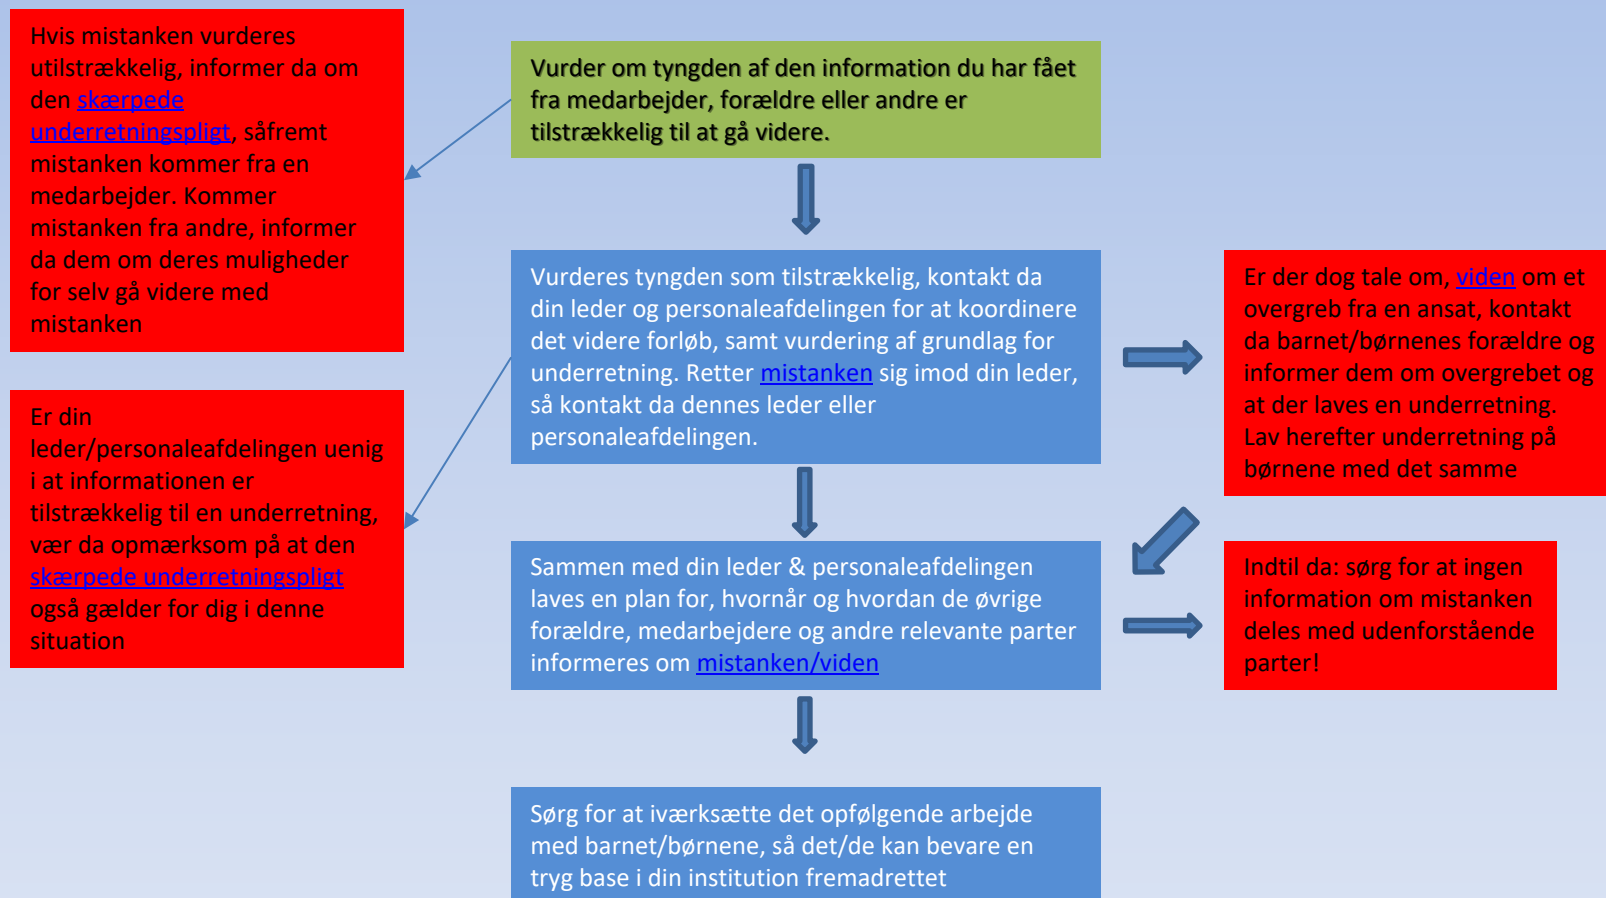 Hvis mistanken vurderes
utilstrækkelig, informer da om
den skærpede
underretningspligt, såfremt
mistanken kommer fra en
medarbejder. Kommer
mistanken fra andre, informer
da dem om deres muligheder
for selv gå videre med
mistanken
Vurder om tyngden af den information du har fået
fra medarbejder, forældre eller andre er
tilstrækkelig til at gå videre.
Vurderes tyngden som tilstrækkelig, kontakt da
din leder og personaleafdelingen for at koordinere
det videre forløb, samt vurdering af grundlag for
underretning. Retter mistanken sig imod din leder,
så kontakt da dennes leder eller
personaleafdelingen.
Er der dog tale om, viden om et
overgreb fra en ansat, kontakt
da barnet/børnenes forældre og
informer dem om overgrebet og
at der laves en underretning.
Lav herefter underretning på
børnene med det samme
Er din
leder/personaleafdelingen uenig
i at informationen er
tilstrækkelig til en underretning,
vær da opmærksom på at den
skærpede underretningspligt
også gælder for dig i denne
situation
Sammen med din leder & personaleafdelingen
laves en plan for, hvornår og hvordan de øvrige
forældre, medarbejdere og andre relevante parter
informeres om mistanken/viden
Indtil da: sørg for at ingen
information om mistanken
deles med udenforstående
parter!
Sørg for at iværksætte det opfølgende arbejde
med barnet/børnene, så det/de kan bevare en
tryg base i din institution fremadrettet